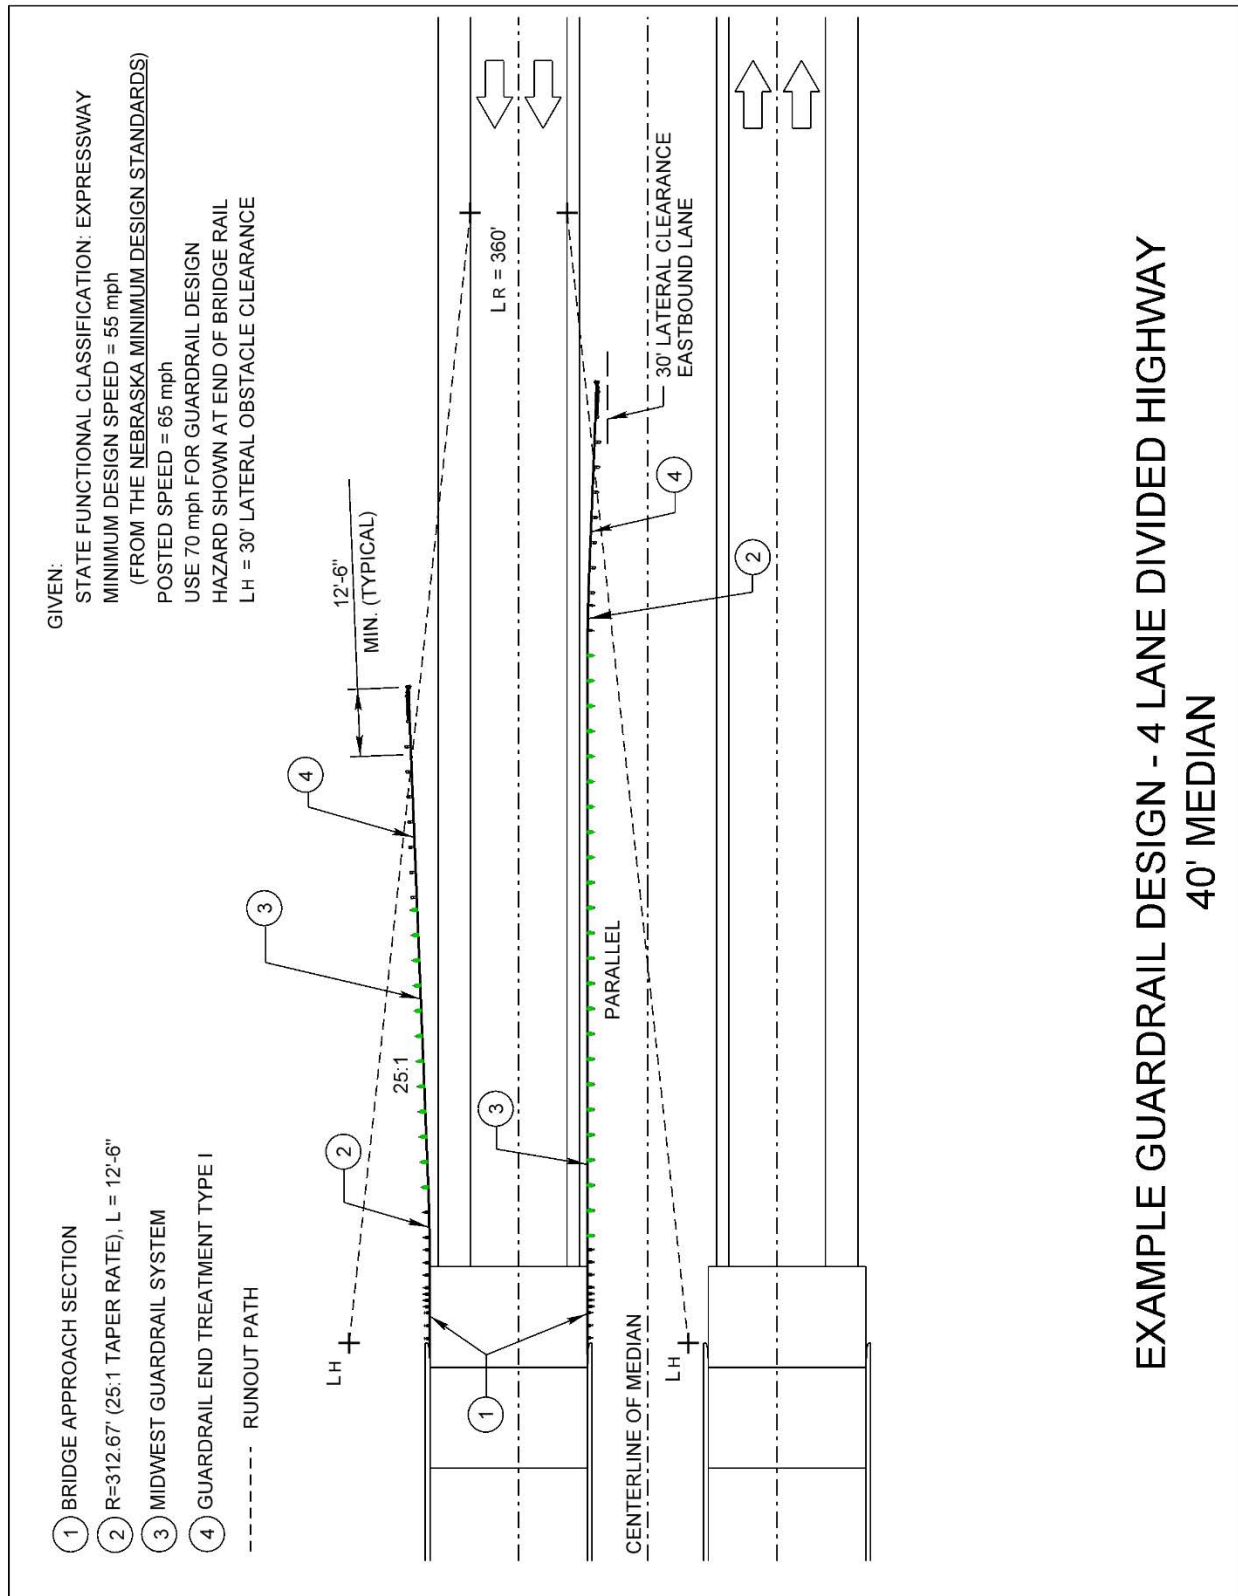 1 BRIDGE APPROACH SECTION
2 R=312.67' (25:1 TAPER RATE), L = 12'-6"
3 MIDWEST GUARDRAIL SYSTEM
4 GUARDRAIL END TREATMENT TYPE I
RUNOUT PATH
GIVEN:
STATE FUNCTIONAL CLASSIFICATION: EXPRESSWAY
MINIMUM DESIGN SPEED = 55 mph
(FROM THE NEBRASKA MINIMUM DESIGN STANDARDS)
POSTED SPEED = 65 mph
USE 70 mph FOR GUARDRAIL DESIGN
HAZARD SHOWN AT END OF BRIDGE RAIL
LH = 30' LATERAL OBSTACLE CLEARANCE
12'-6"
MIN. (TYPICAL)
4
3
2
25:1
LH
LR = 360'
1
3
PARALLEL
30' LATERAL CLEARANCE
EASTBOUND LANE
4
2
CENTERLINE OF MEDIAN
LH
EXAMPLE GUARDRAIL DESIGN - 4 LANE DIVIDED HIGHWAY
40' MEDIAN